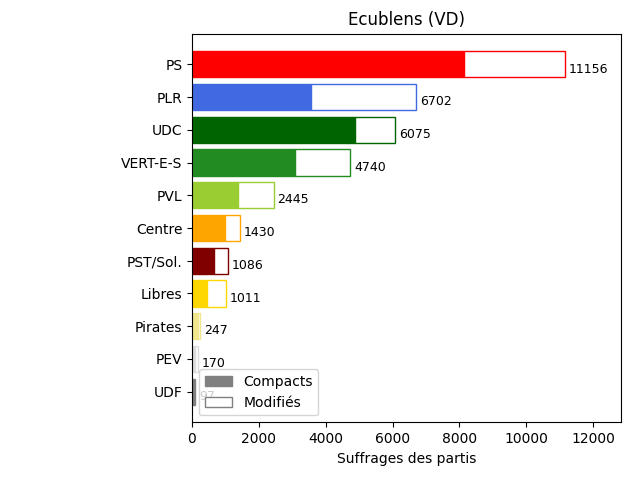 Ecublens (VD)
PS 11156
PLR 6702
UDC 6075
VERT-E-S 4740
PVL 2445
Centre 1430
PST/Sol. 1086
Libres 1011
Pirates 247
PEV 170
UDF 97
Compacts
Modifiés
0 2000 4000 6000 8000 10000 12000
Suffrages des partis